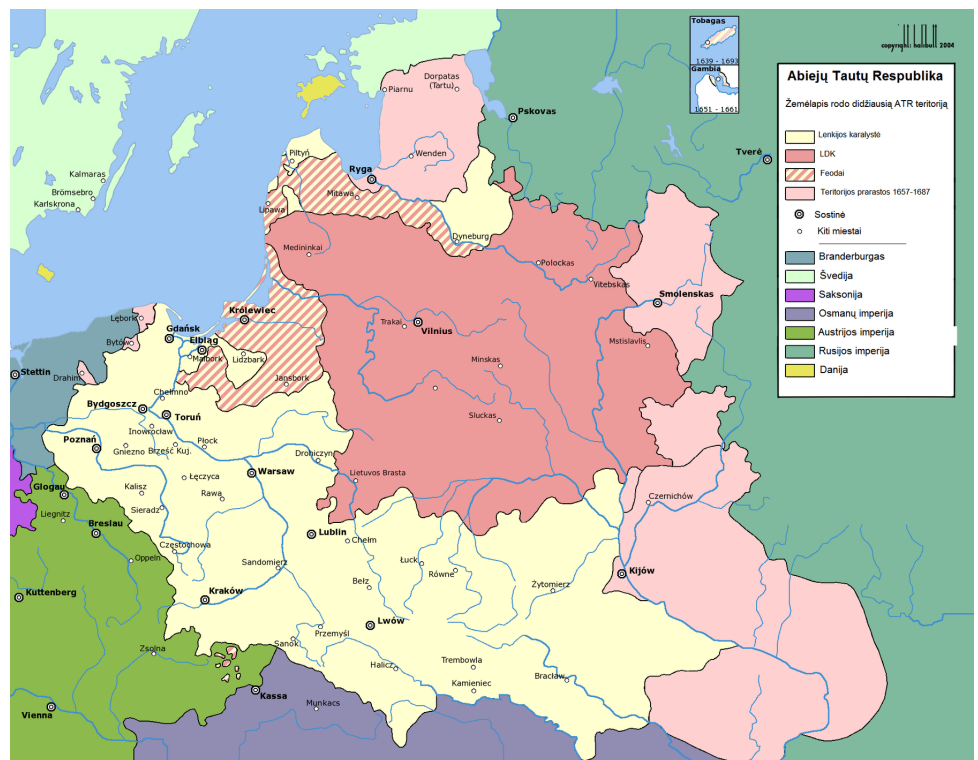 Tobagas
1639 - 1693
Gambia
1651 - 1661
copyright: halibutt 2004
Abiejų Tautų Respublika
Žemėlapis rodo didžiausią ATR teritoriją
Lenkijos karalystė
LDK
Feodai
Teritorijos prarastos 1657-1687
Sostinė
Kiti miestai
Branderburgas
Švedija
Saksonija
Osmanų imperija
Austrijos imperija
Rusijos imperija
Danija
Dorpatas
(Tartu)
Piarnu
Pskovas
Tverė
Piltyń
Wenden
Ryga
Kalmaras
Brömsebro
Karlskrona
Mitawa
Lipawa
Dyneburg
Medininkai
Polockas
Vitebskas
Smolenskas
Lębork
Królewiec
Gdańsk
Bytów
Elbląg
Malbork
Lidzbark
Trakai
Vilnius
Mstislavlis
Minskas
Stettin
Drahim
Jansbork
Chełmno
Bydgoszcz
Toruń
Sluckas
Inowrocław
Poznań
Gniezno
Brześć Kuj.
Płock
Drohiczyn
Warsaw
Lietuvos Brasta
Łęczyca
Glogau
Kalisz
Rawa
Czernichów
Liegnitz
Sieradz
Breslau
Lublin
Chełm
Częstochowa
Oppeln
Sandomierz
Łuck
Równe
Kijów
Bełz
Żytomierz
Kuttenberg
Kraków
Lwów
Przemyśl
Sanok
Zsolna
Halicz
Trembowla
Bracław
Kamieniec
Kassa
Munkacs
Vienna